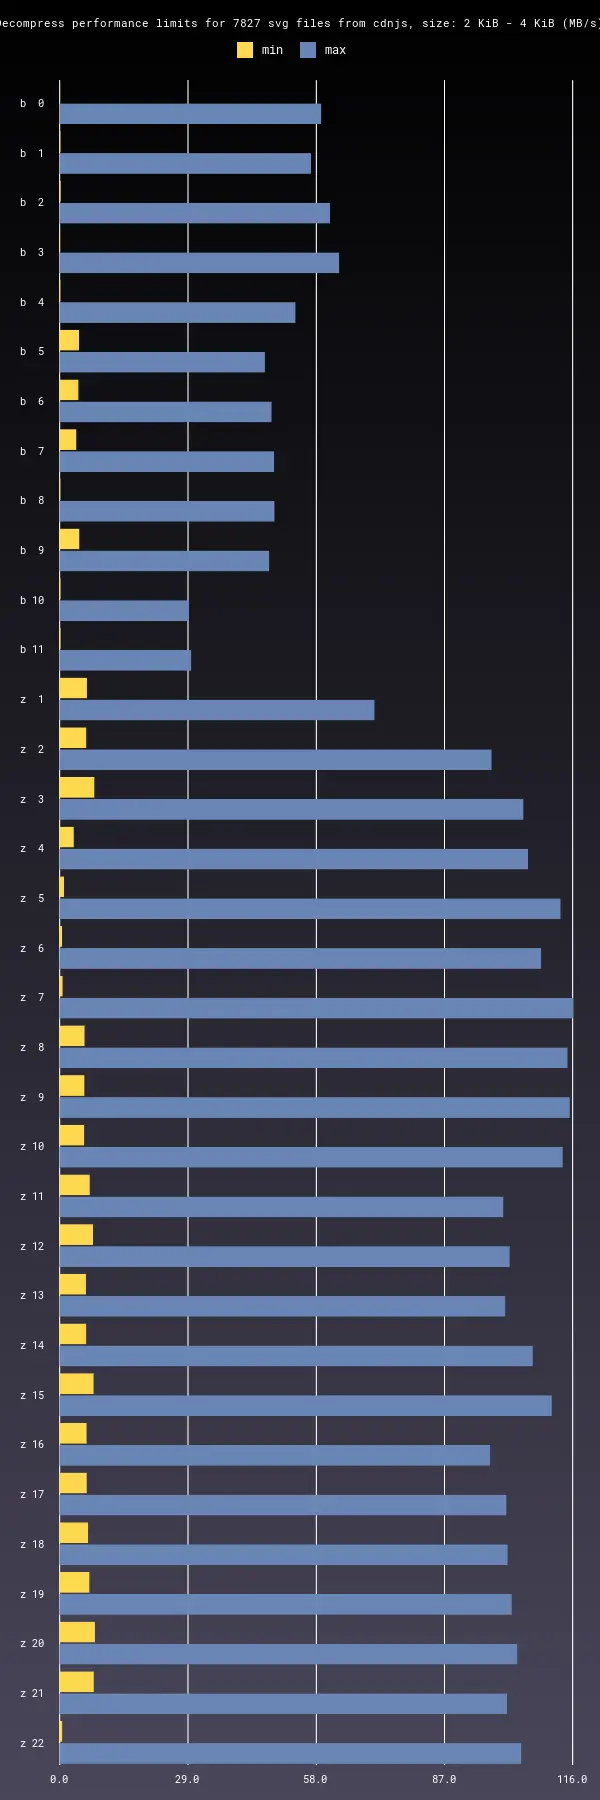 ecompress performance limits for 7827 svg files from cdnjs, size: 2 KiB - 4 KiB (MB/s)
min max
b 0
b 1
b 2
b 3
b 4
b 5
b 6
b 7
b 8
b 9
b 10
b 11
z 1
z 2
z 3
z 4
z 5
z 6
z 7
z 8
z 9
z 10
z 11
z 12
z 13
z 14
z 15
z 16
z 17
z 18
z 19
z 20
z 21
z 22
0.0 29.0 58.0 87.0 116.0